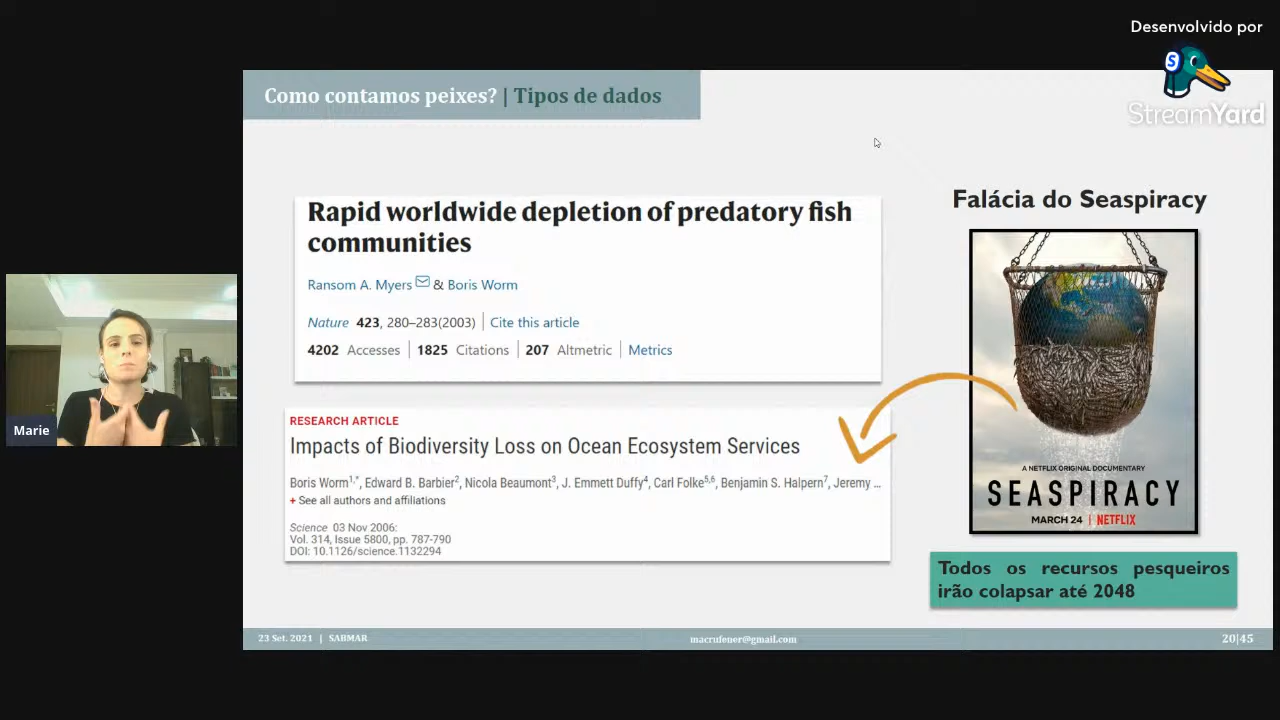 Desenvolvido por
StreamYard
Como contamos peixes? | Tipos de dados
Rapid worldwide depletion of predatory fish
communities
Ransom A. Myers & Boris Worm
Nature 423, 280–283(2003) | Cite this article
4202 Accesses | 1825 Citations | 207 Altmetric | Metrics
RESEARCH ARTICLE
Impacts of Biodiversity Loss on Ocean Ecosystem Services
Boris Worm1,*, Edward B. Barbier2, Nicola Beaumont3, J. Emmett Duffy4, Carl Folke5,6, Benjamin S. Halpern7, Jeremy ...
+ See all authors and affiliations
Science 03 Nov 2006:
Vol. 314, Issue 5800, pp. 787-790
DOI: 10.1126/science.1132294
Falácia do Seaspiracy
A NETFLIX ORIGINAL DOCUMENTARY
SEASPIRACY
MARCH 24 | NETFLIX
Todos os recursos pesqueiros
irão colapsar até 2048
Marie
23 Set. 2021 | SABMAR
macrufener@gmail.com
20|45